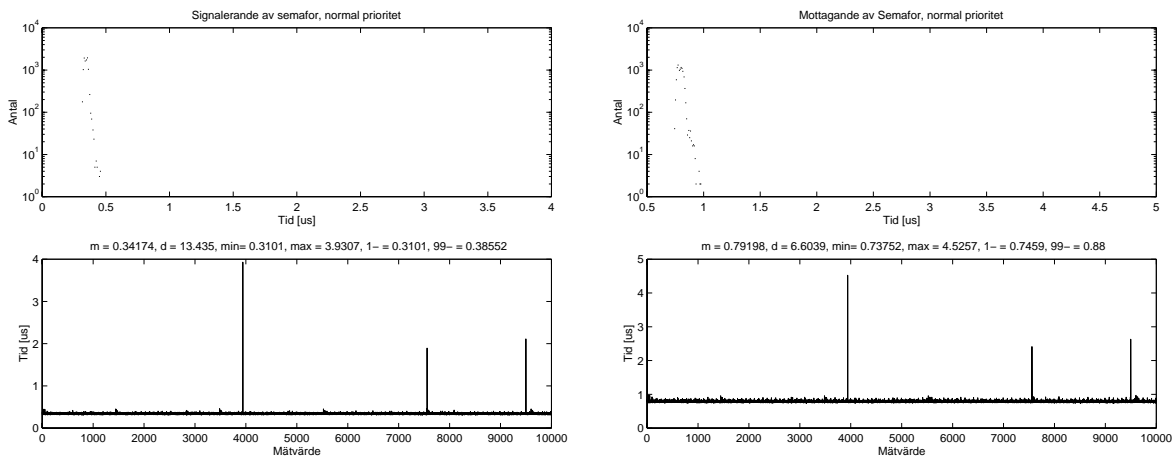 Signalerande av semafor, normal prioritet
10^4
10^3
10^2
10^1
10^0
Antal
0 0.5 1 1.5 2 2.5 3 3.5 4
Tid [us]
m = 0.34174, d = 13.435, min= 0.3101, max = 3.9307, 1− = 0.3101, 99− = 0.38552
4
3
2
1
0
Tid [us]
0 1000 2000 3000 4000 5000 6000 7000 8000 9000 10000
Mätvärde
Mottagande av Semafor, normal prioritet
10^4
10^3
10^2
10^1
10^0
Antal
0.5 1 1.5 2 2.5 3 3.5 4 4.5 5
Tid [us]
m = 0.79198, d = 6.6039, min= 0.73752, max = 4.5257, 1− = 0.7459, 99− = 0.88
5
4
3
2
1
0
Tid [us]
0 1000 2000 3000 4000 5000 6000 7000 8000 9000 10000
Mätvärde